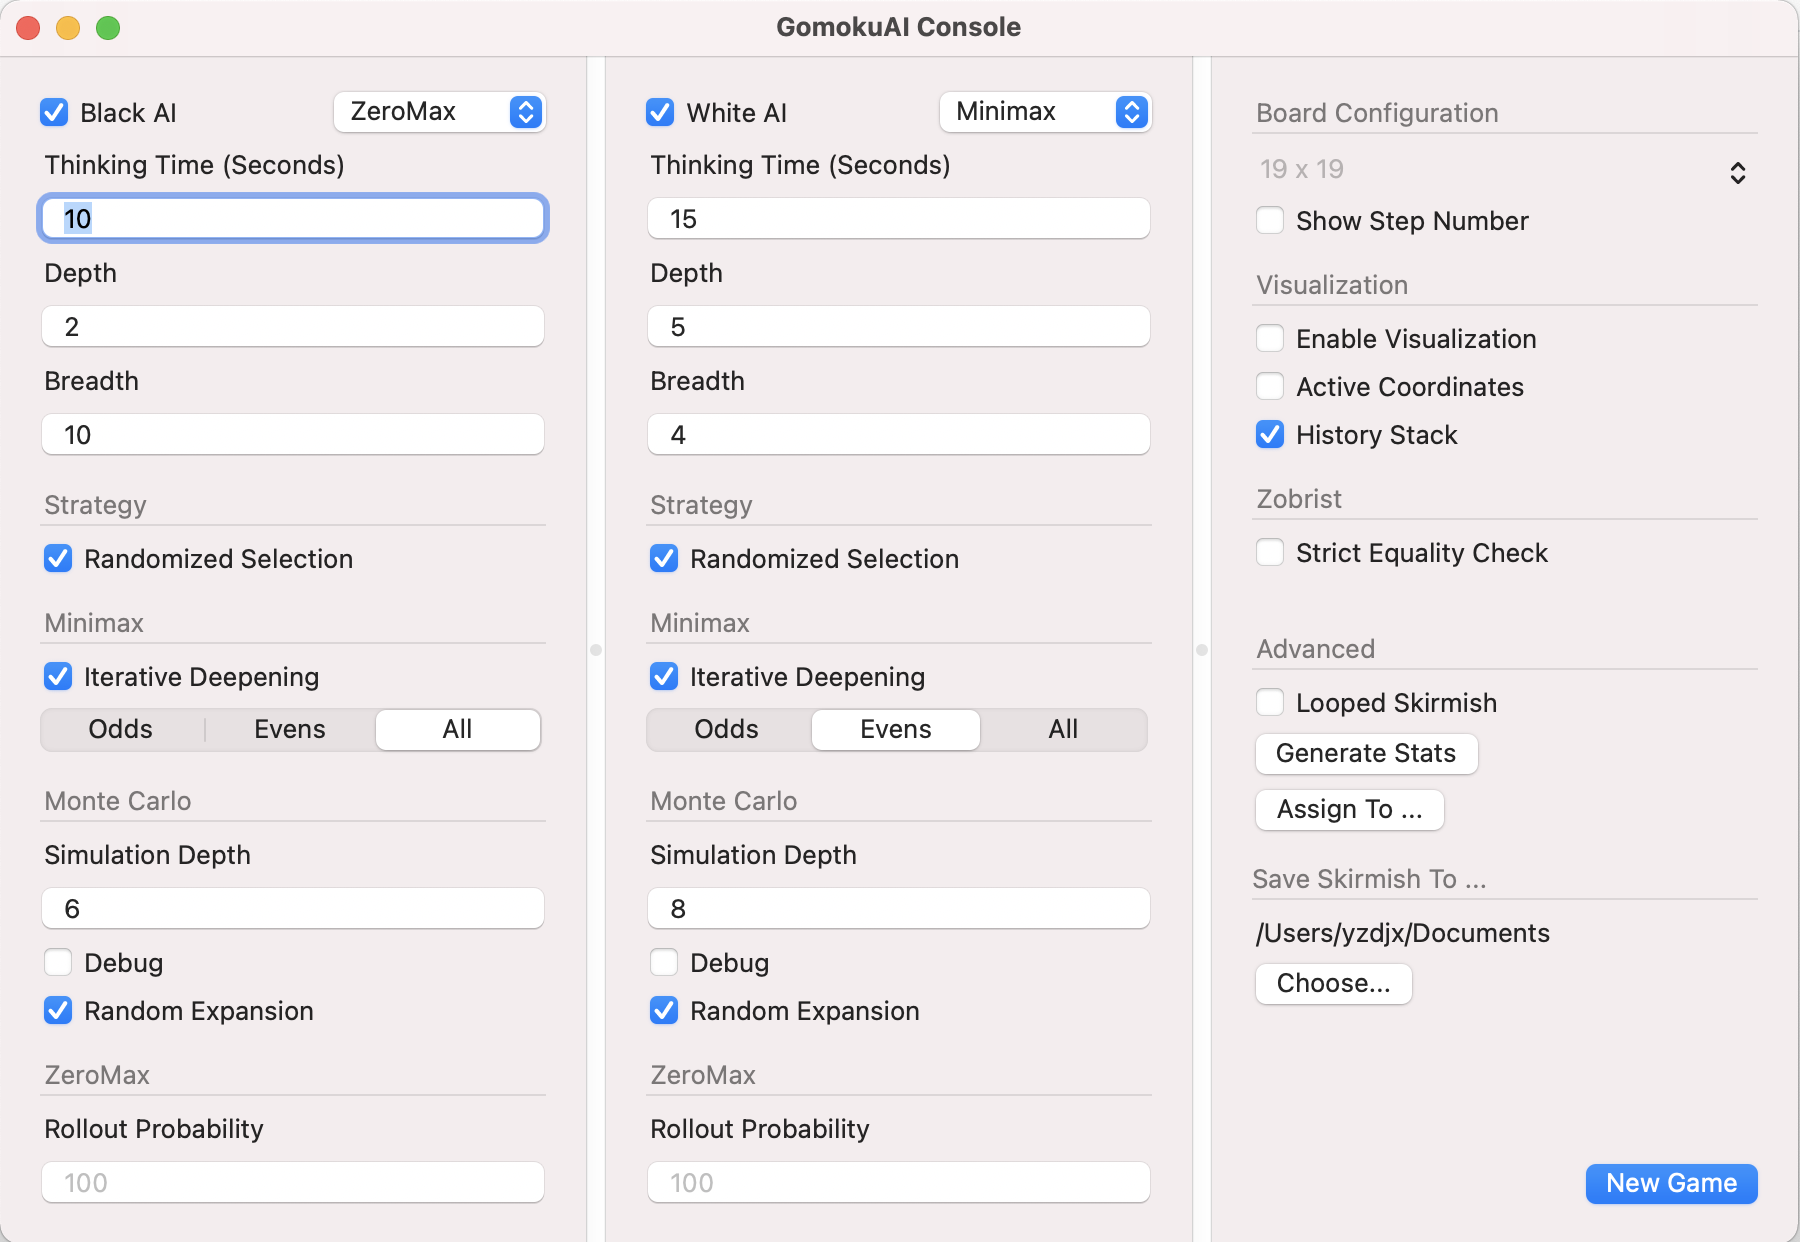 GomokuAI Console
Black AI
ZeroMax
Thinking Time (Seconds)
10
Depth
2
Breadth
10
Strategy
Randomized Selection
Minimax
Iterative Deepening
Odds Evens All
Monte Carlo
Simulation Depth
6
Debug
Random Expansion
ZeroMax
Rollout Probability
100
White AI
Minimax
Thinking Time (Seconds)
15
Depth
5
Breadth
4
Strategy
Randomized Selection
Minimax
Iterative Deepening
Odds Evens All
Monte Carlo
Simulation Depth
8
Debug
Random Expansion
ZeroMax
Rollout Probability
100
Board Configuration
19 x 19
Show Step Number
Visualization
Enable Visualization
Active Coordinates
History Stack
Zobrist
Strict Equality Check
Advanced
Looped Skirmish
Generate Stats
Assign To ...
Save Skirmish To ...
/Users/yzdjx/Documents
Choose...
New Game